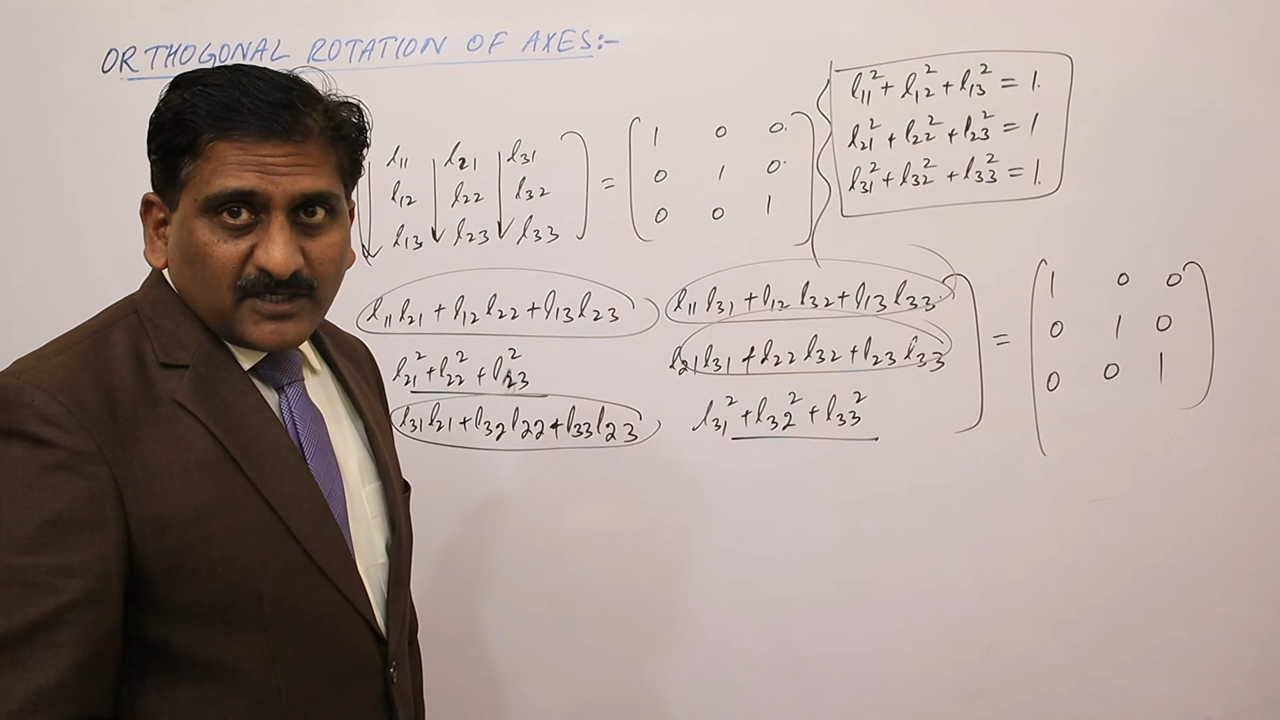 ORTHOGONAL ROTATION OF AXES:-
l₁₁ l₂₁ l₃₁
l₁₂ l₂₂ l₃₂
l₁₃ l₂₃ l₃₃
=
1 0 0.
0 1 0.
0 0 1
l₁₁² + l₁₂² + l₁₃² = 1.
l₂₁² + l₂₂² + l₂₃² = 1
l₃₁² + l₃₂² + l₃₃² = 1.
l₁₁l₂₁ + l₁₂l₂₂ + l₁₃l₂₃ l₁₁l₃₁ + l₁₂l₃₂ + l₁₃l₃₃
l₂₁² + l₂₂² + l₂₃² l₂₁l₃₁ + l₂₂l₃₂ + l₂₃l₃₃
l₃₁l₂₁ + l₃₂l₂₂ + l₃₃l₂₃ l₃₁² + l₃₂² + l₃₃²
=
1 0 0
0 1 0
0 0 1